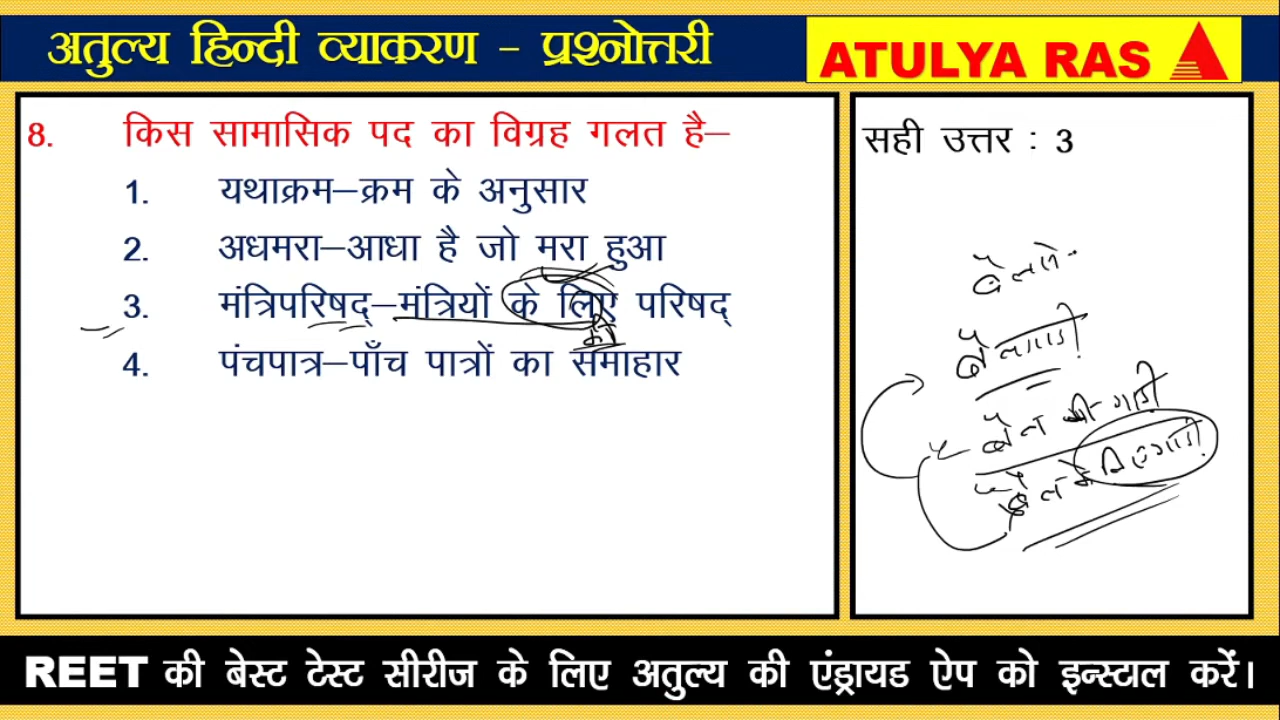 अतुल्य हिन्दी व्याकरण - प्रश्नोत्तरी
ATULYA RAS
8. किस सामासिक पद का विग्रह गलत है–
1. यथाक्रम–क्रम के अनुसार
2. अधमरा–आधा है जो मरा हुआ
3. मंत्रिपरिषद्–मंत्रियों के लिए परिषद्
की
4. पंचपात्र–पाँच पात्रों का समाहार
सही उत्तर : 3
बैलगाड़ी
बैल की गाड़ी
बैल के लिए गाड़ी
REET की बेस्ट टेस्ट सीरीज के लिए अतुल्य की एंड्रायड ऐप को इन्स्टाल करें।